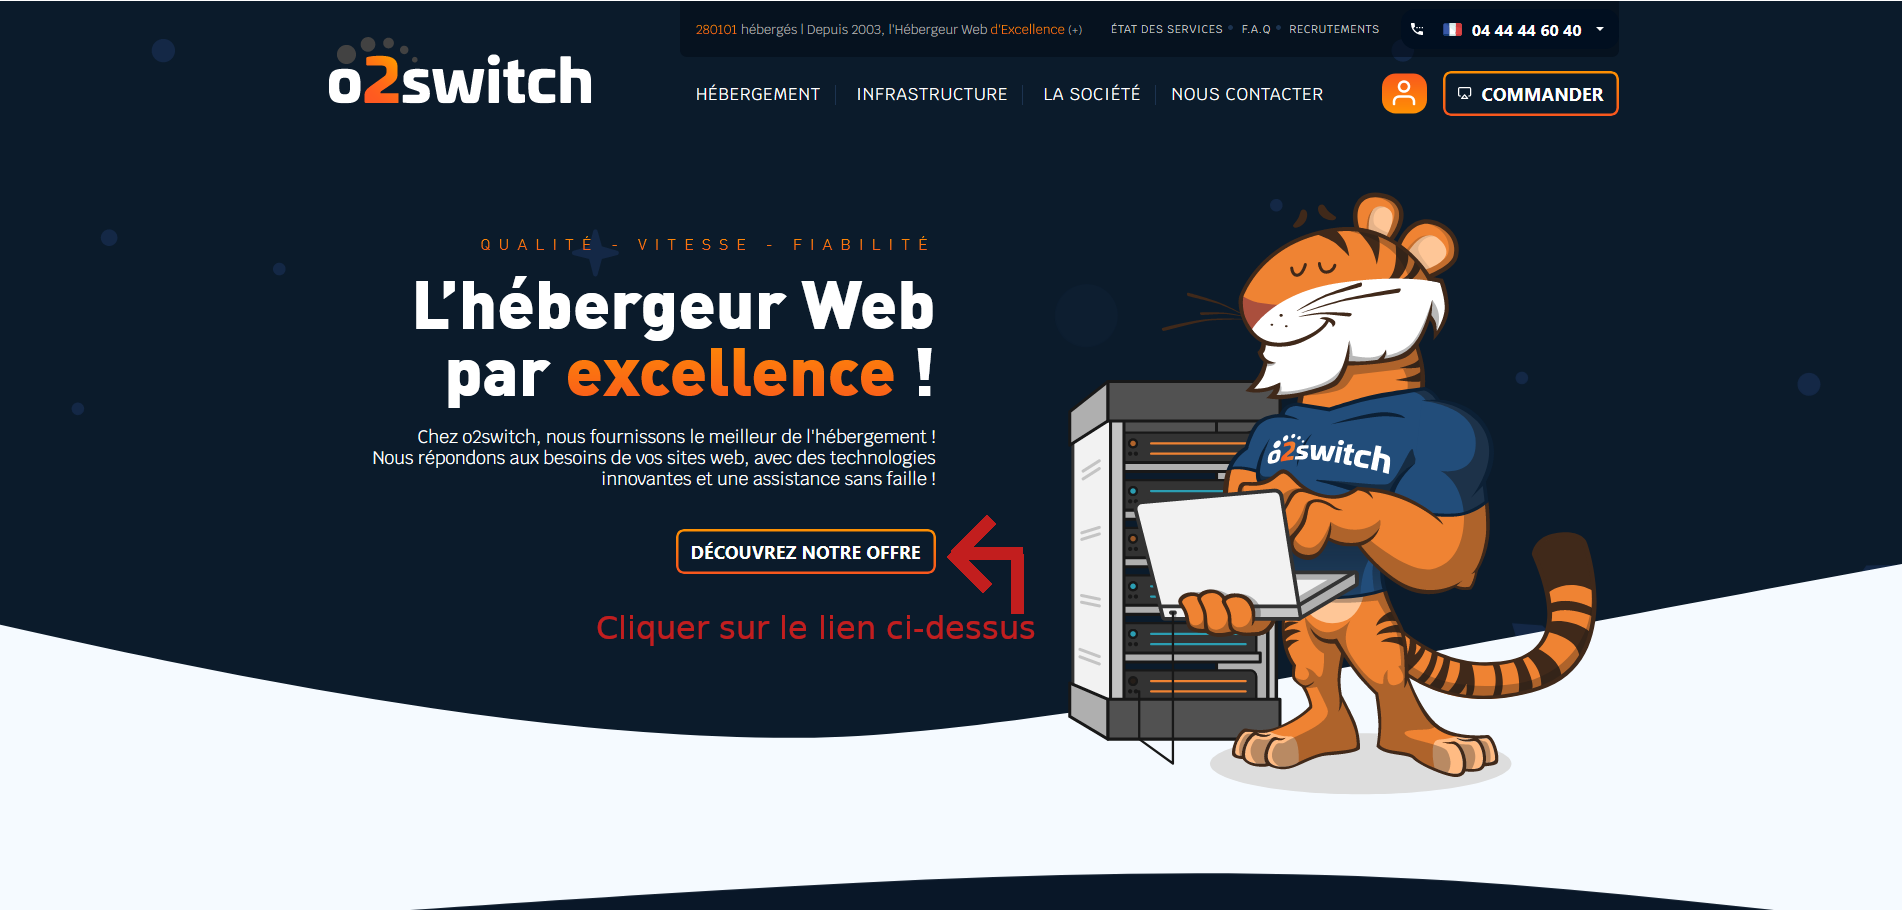 280101 hébergés | Depuis 2003, l'Hébergeur Web d'Excellence (+)
ÉTAT DES SERVICES F.A.Q RECRUTEMENTS
04 44 44 60 40
o2switch
HÉBERGEMENT INFRASTRUCTURE LA SOCIÉTÉ NOUS CONTACTER
COMMANDER
QUALITÉ - VITESSE - FIABILITÉ
L'hébergeur Web
par excellence !
Chez o2switch, nous fournissons le meilleur de l'hébergement !
Nous répondons aux besoins de vos sites web, avec des technologies
innovantes et une assistance sans faille !
DÉCOUVREZ NOTRE OFFRE
Cliquer sur le lien ci-dessus
o2switch